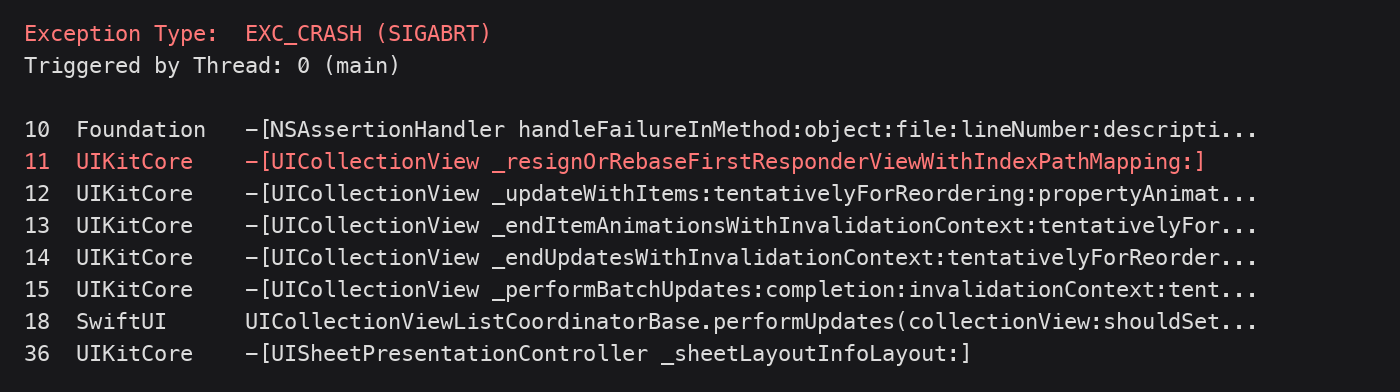 Exception Type:  EXC_CRASH (SIGABRT)
Triggered by Thread: 0 (main)
10  Foundation   -[NSAssertionHandler handleFailureInMethod:object:file:lineNumber:descripti...
11  UIKitCore    -[UICollectionView _resignOrRebaseFirstResponderViewWithIndexPathMapping:]
12  UIKitCore    -[UICollectionView _updateWithItems:tentativelyForReordering:propertyAnimat...
13  UIKitCore    -[UICollectionView _endItemAnimationsWithInvalidationContext:tentativelyFor...
14  UIKitCore    -[UICollectionView _endUpdatesWithInvalidationContext:tentativelyForReorder...
15  UIKitCore    -[UICollectionView _performBatchUpdates:completion:invalidationContext:tent...
18  SwiftUI      UICollectionViewListCoordinatorBase.performUpdates(collectionView:shouldSet...
36  UIKitCore    -[UISheetPresentationController _sheetLayoutInfoLayout:]